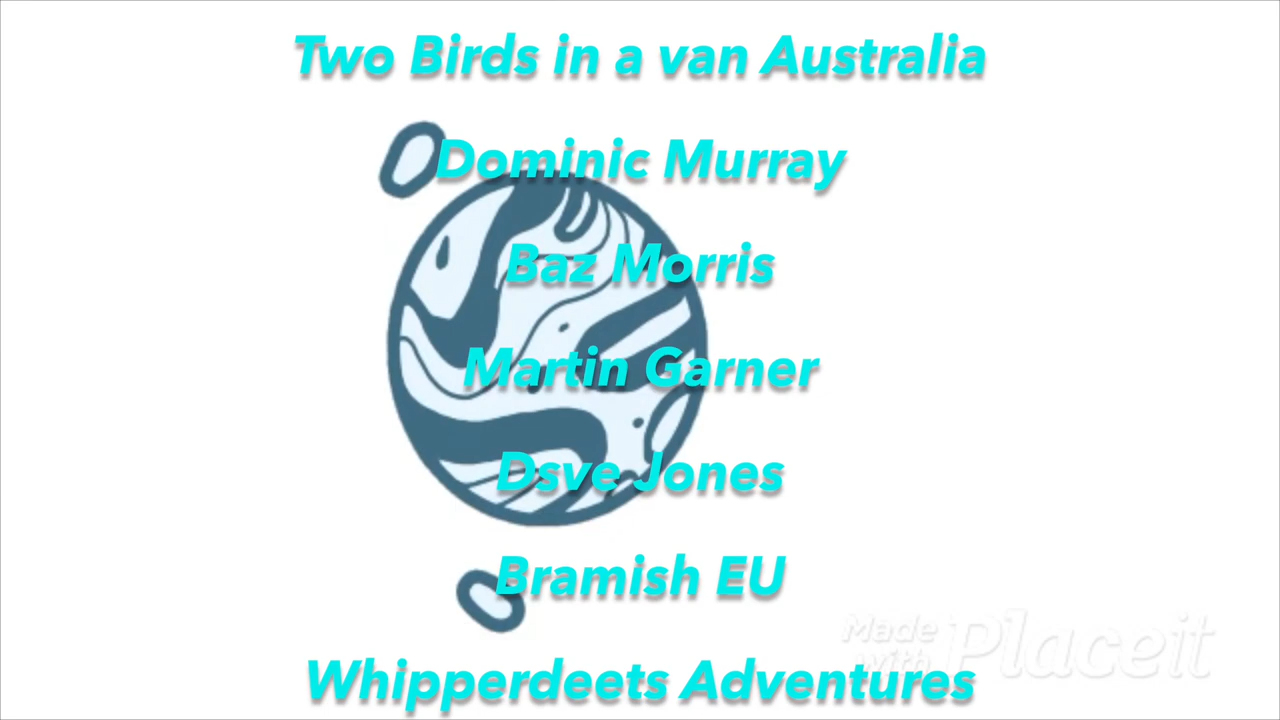 Two Birds in a van Australia
Dominic Murray
Baz Morris
Martin Garner
Dsve Jones
Bramish EU
Made
with Placeit
Whipperdeets Adventures